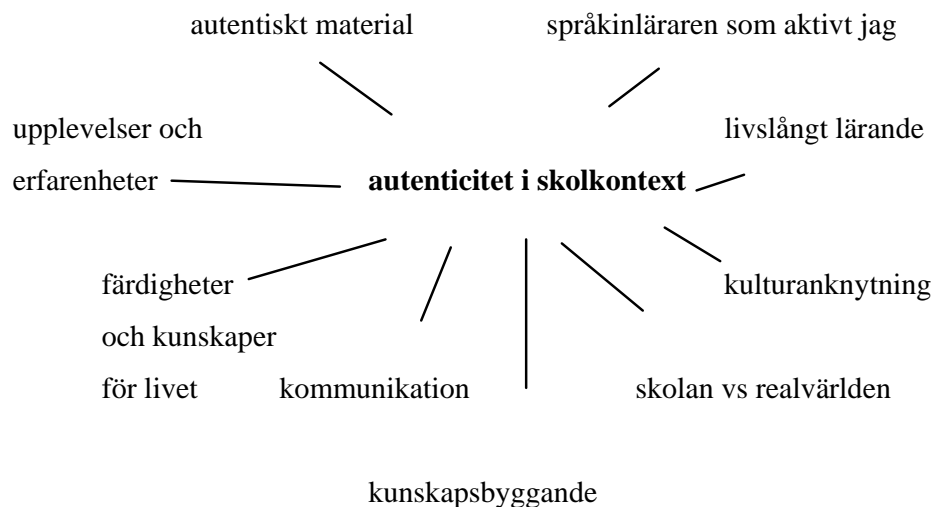 autentiskt material språkinläraren som aktivt jag
upplevelser och livslångt lärande
erfarenheter autenticitet i skolkontext
färdigheter kulturanknytning
och kunskaper
för livet kommunikation skolan vs realvärlden
kunskapsbyggande